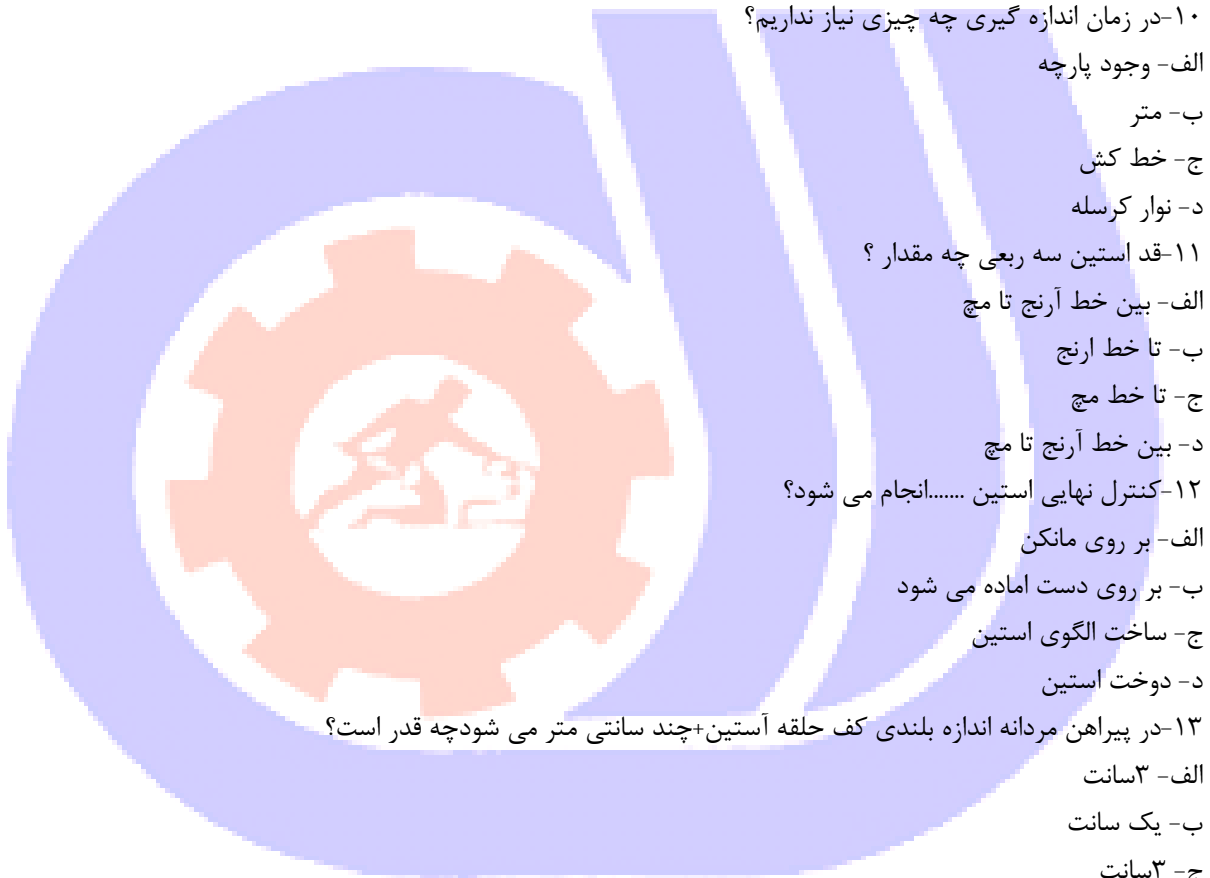 ۱۰-در زمان اندازه گیری چه چیزی نیاز نداریم؟
الف- وجود پارچه
ب- متر
ج- خط کش
د- نوار کرسله
۱۱-قد استین سه ربعی چه مقدار ؟
الف- بین خط آرنج تا مچ
ب- تا خط ارنج
ج- تا خط مچ
د- بین خط آرنج تا مچ
۱۲-کنترل نهایی استین .......انجام می شود؟
الف- بر روی مانکن
ب- بر روی دست اماده می شود
ج- ساخت الگوی استین
د- دوخت استین
۱۳-در پیراهن مردانه اندازه بلندی کف حلقه آستین+چند سانتی متر می شودچه قدر است؟
الف- ۳سانت
ب- یک سانت
ج- ۳سانت